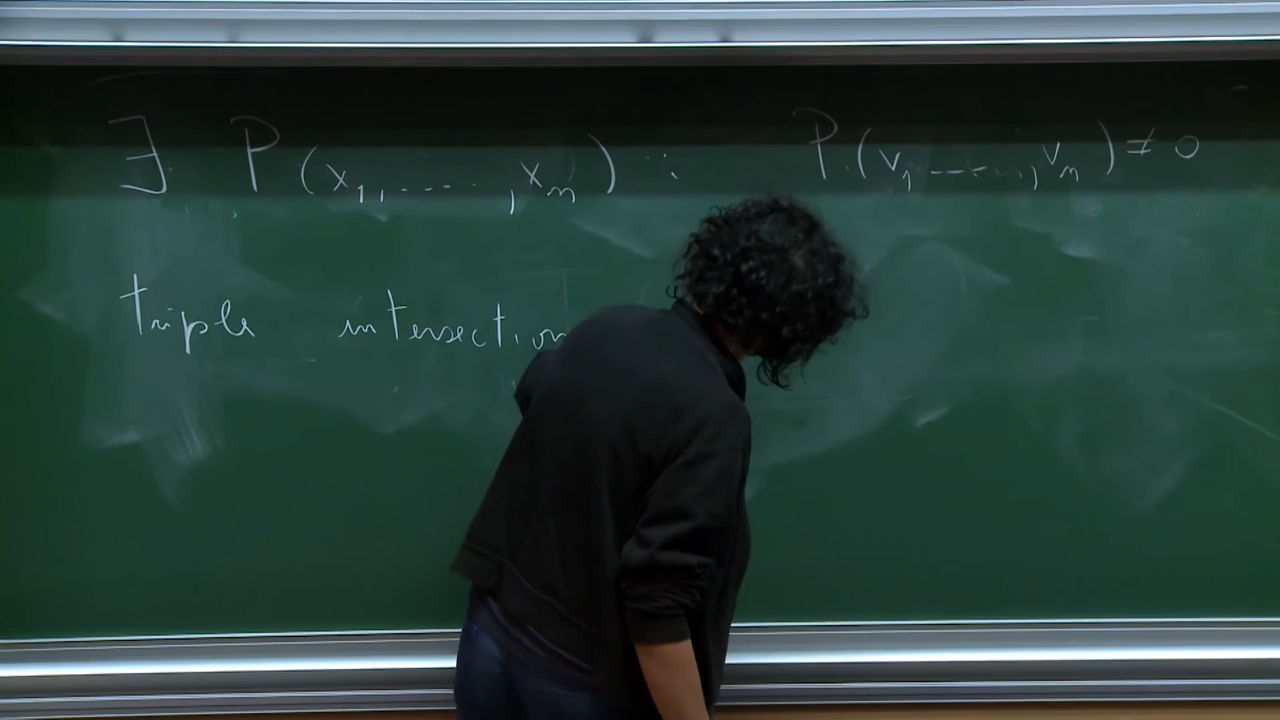 ∃ P(x₁, ...., xₙ) : P(v₁ ---..., vₙ) ≠ 0
triple intersection